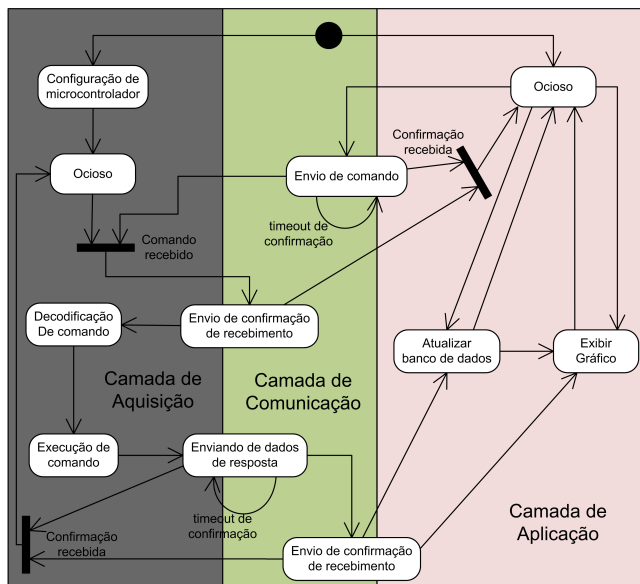 Configuração de
microcontrolador
Ocioso
Confirmação
recebida
Ocioso
Envio de comando
timeout de
confirmação
Comando
recebido
Decodificação
De comando
Envio de confirmação
de recebimento
Atualizar
banco de dados
Exibir
Gráfico
Camada de
Aquisição
Camada de
Comunicação
Execução de
comando
Enviando de dados
de resposta
timeout de
confirmação
Camada de
Aplicação
Confirmação
recebida
Envio de confirmação
de recebimento